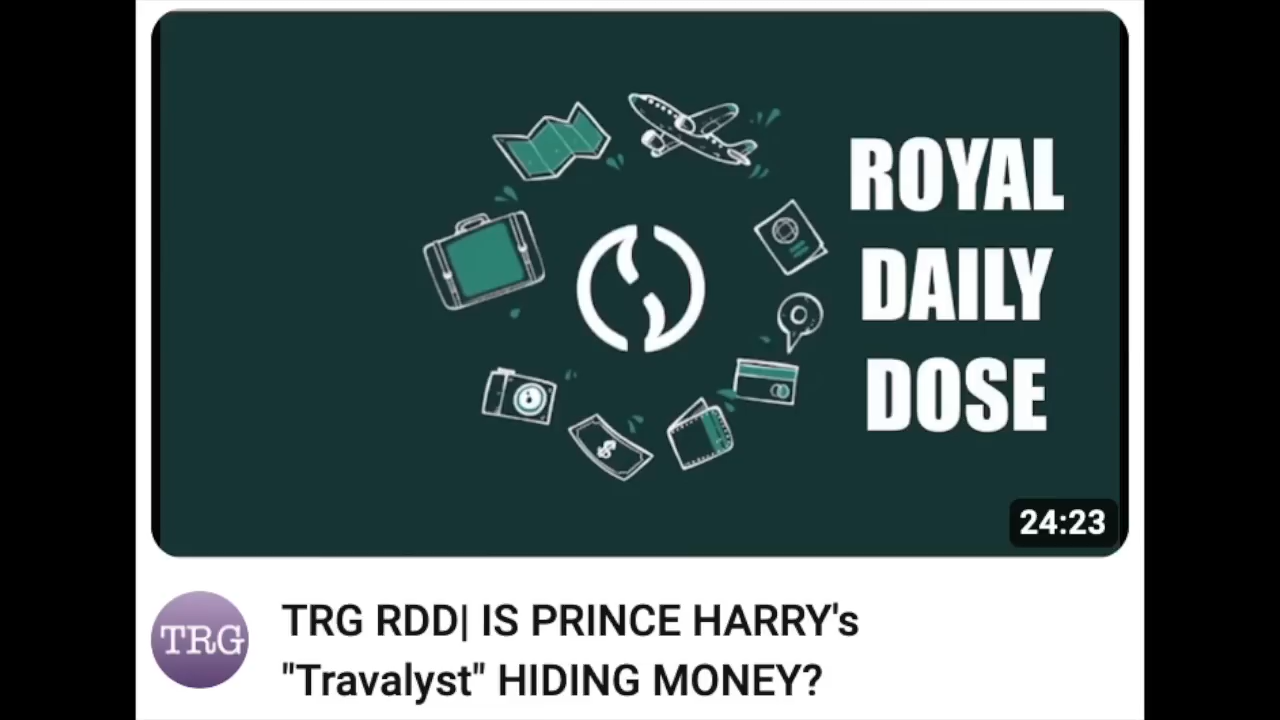 ROYAL
DAILY
DOSE
$
24:23
TRG
TRG RDD| IS PRINCE HARRY's
"Travalyst" HIDING MONEY?